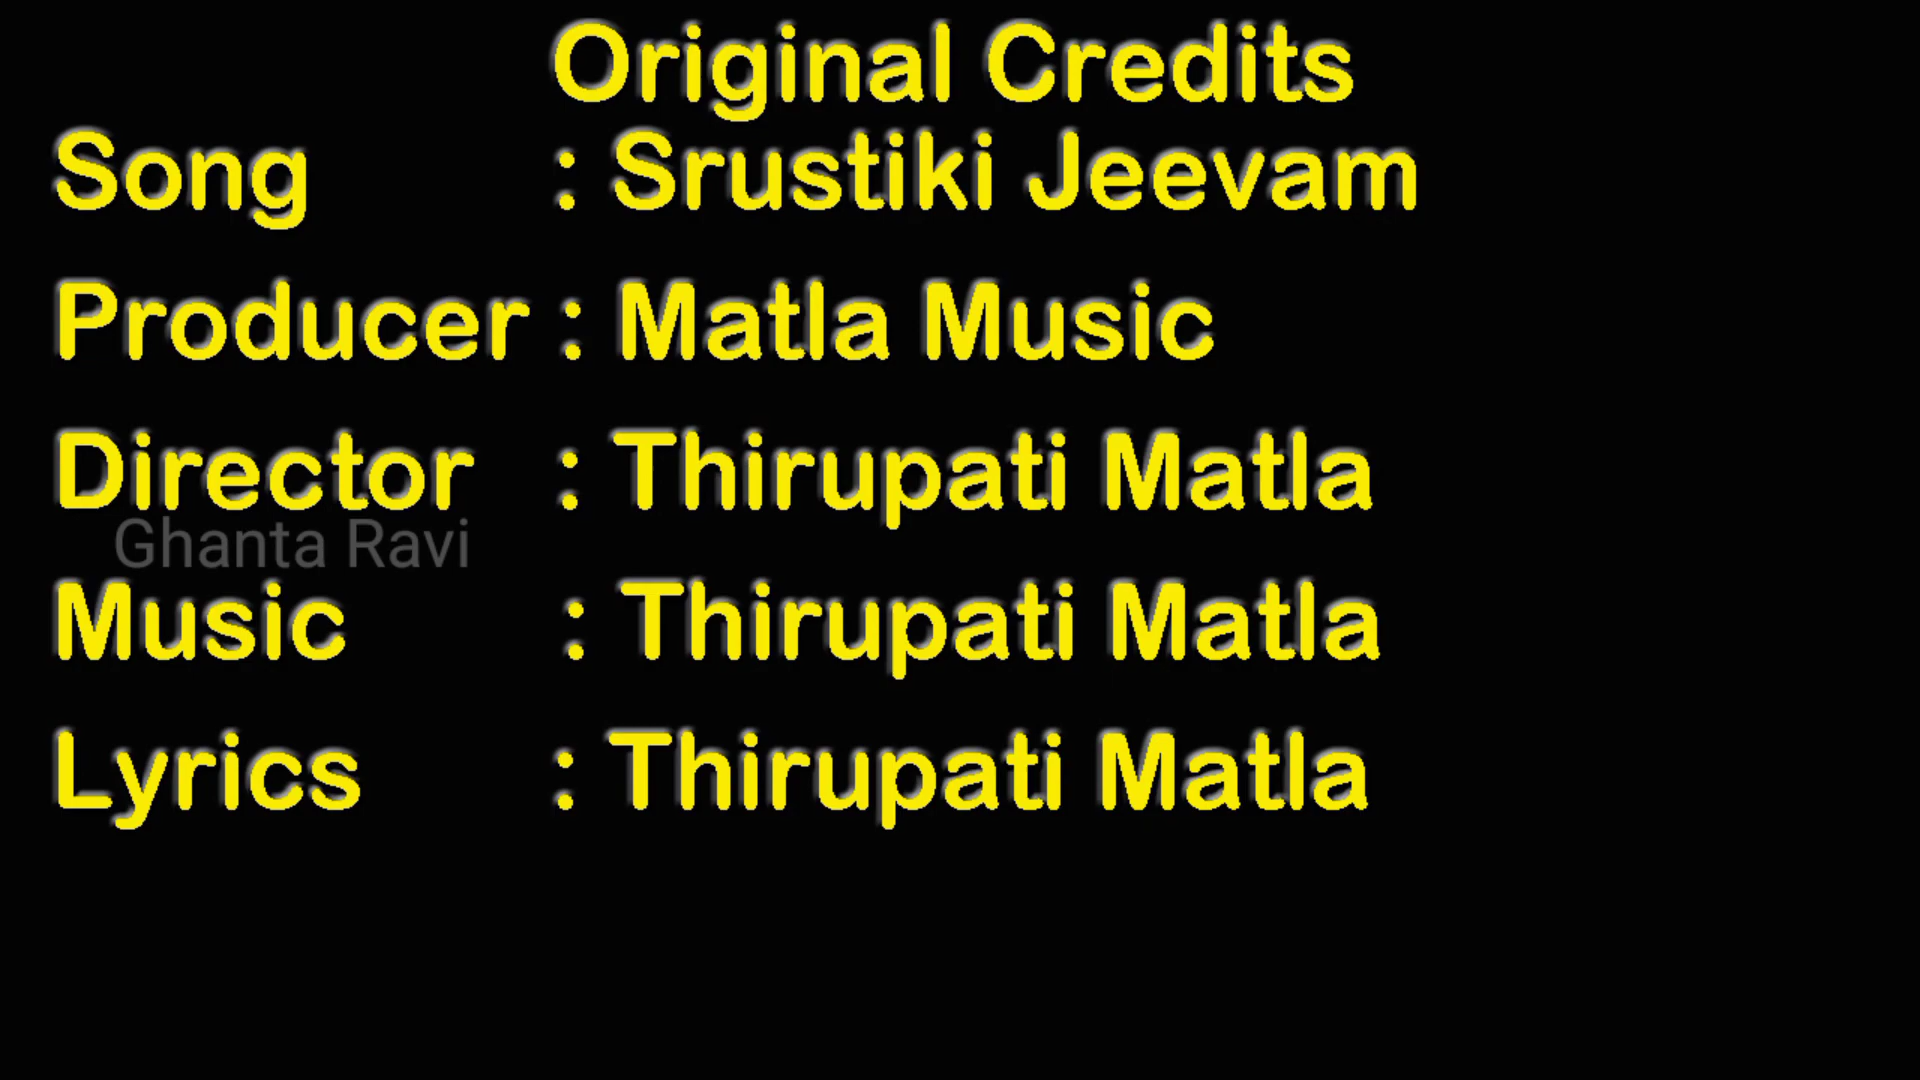 Original Credits
Song : Srustiki Jeevam
Producer : Matla Music
Director : Thirupati Matla
Ghanta Ravi
Music : Thirupati Matla
Lyrics : Thirupati Matla